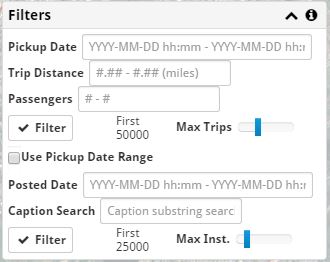 Filters
Pickup Date YYYY-MM-DD hh:mm - YYYY-MM-DD hh:r
Trip Distance #.## - #.## (miles)
Passengers # - #
Filter First 50000 Max Trips
Use Pickup Date Range
Posted Date YYYY-MM-DD hh:mm - YYYY-MM-DD hh:r
Caption Search Caption substring searc
Filter First 25000 Max Inst.